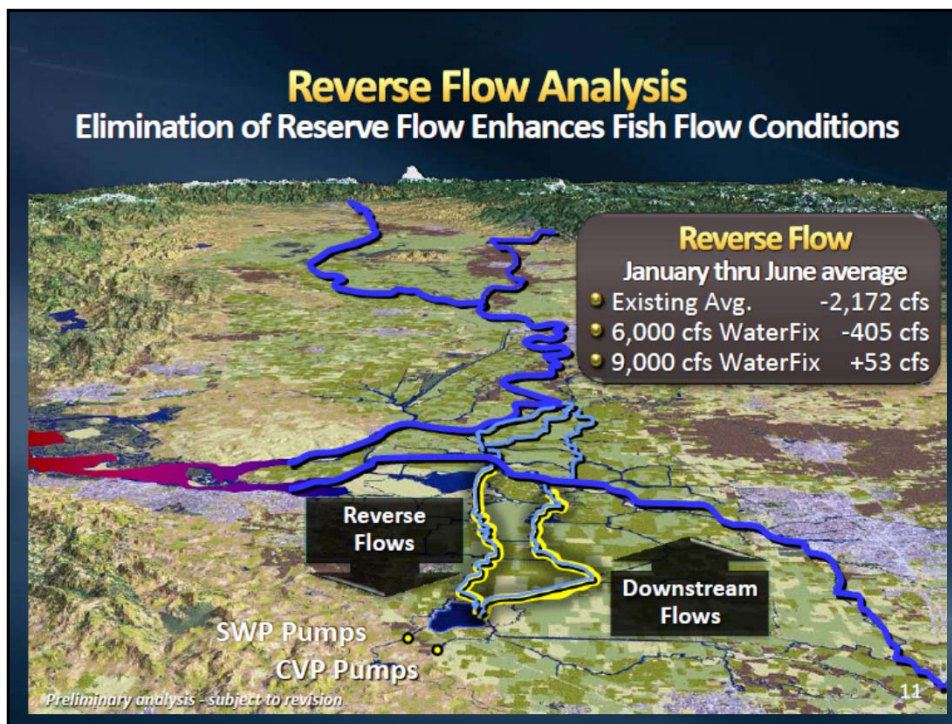 Reverse Flow Analysis
Elimination of Reserve Flow Enhances Fish Flow Conditions
Reverse Flow
January thru June average
Existing Avg. -2,172 cfs
6,000 cfs WaterFix -405 cfs
9,000 cfs WaterFix +53 cfs
Reverse
Flows
Downstream
Flows
SWP Pumps
CVP Pumps
Preliminary analysis - subject to revision
11